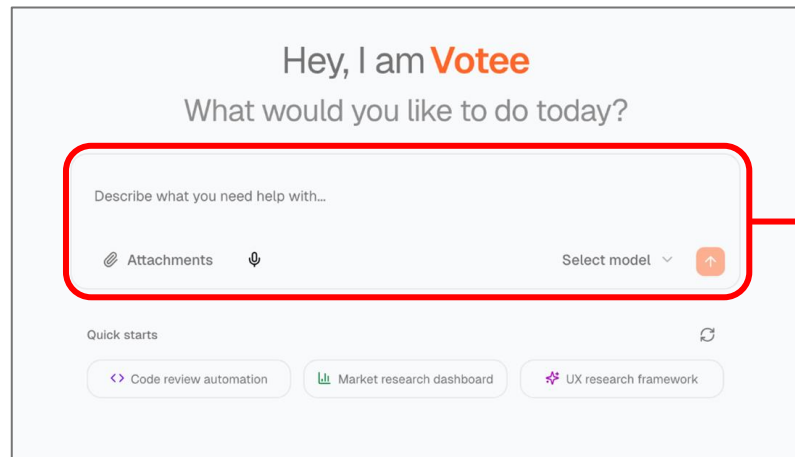 Hey, I am Votee
What would you like to do today?
Describe what you need help with...
Attachments
Select model
Quick starts
Code review automation
Market research dashboard
UX research framework